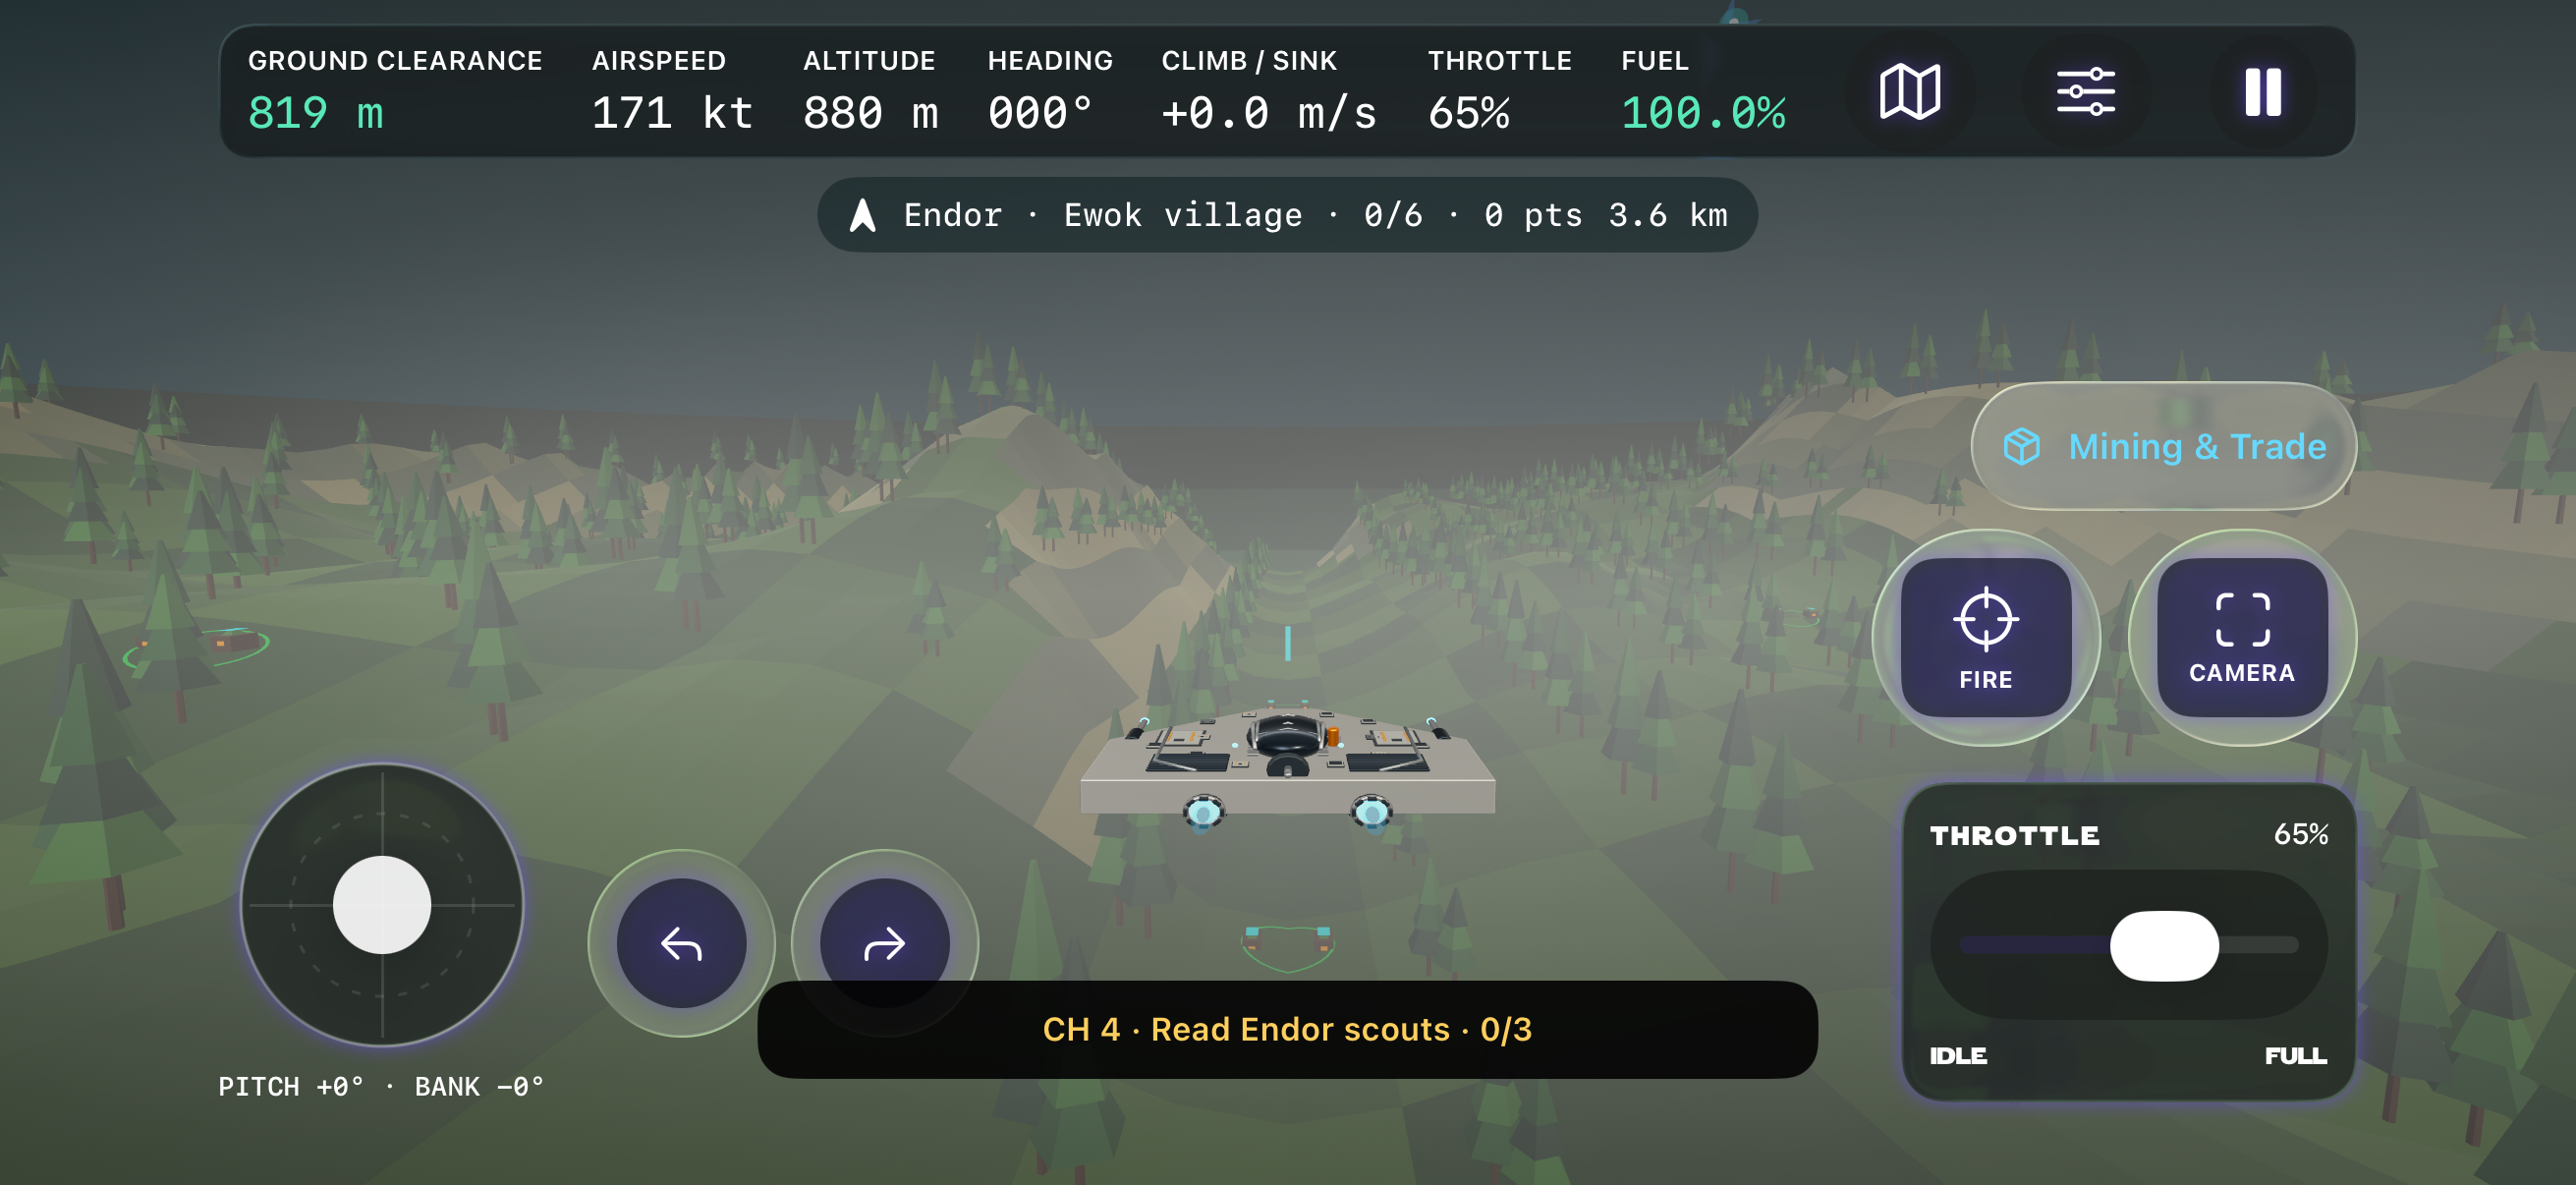 GROUND CLEARANCE AIRSPEED ALTITUDE HEADING CLIMB / SINK THROTTLE FUEL
819 m 171 kt 880 m 000° +0.0 m/s 65% 100.0%
Endor · Ewok village · 0/6 · 0 pts 3.6 km
Mining & Trade
FIRE
CAMERA
THROTTLE 65%
IDLE FULL
CH 4 · Read Endor scouts · 0/3
PITCH +0° · BANK −0°